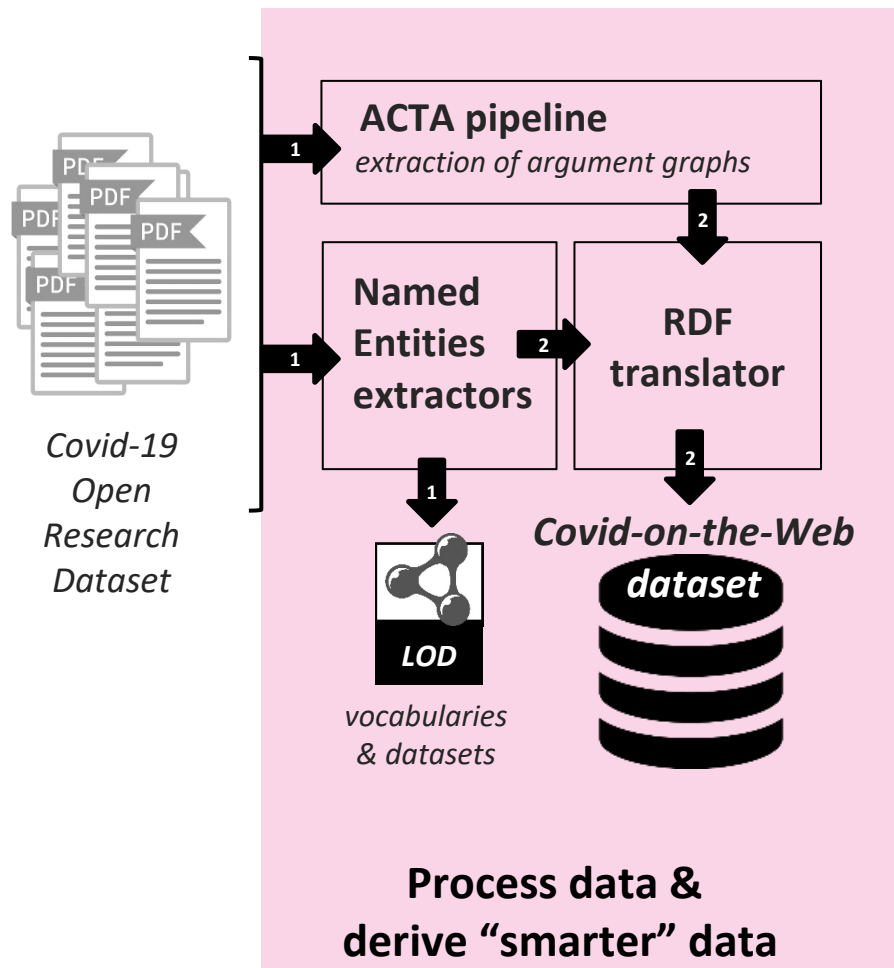 PDF
PDF
PDF
PDF
PDF
Covid-19
Open
Research
Dataset
1
ACTA pipeline
extraction of argument graphs
2
1
Named
Entities
extractors
2
RDF
translator
1
2
LOD
vocabularies
& datasets
Covid-on-the-Web
dataset
Process data &
derive “smarter” data